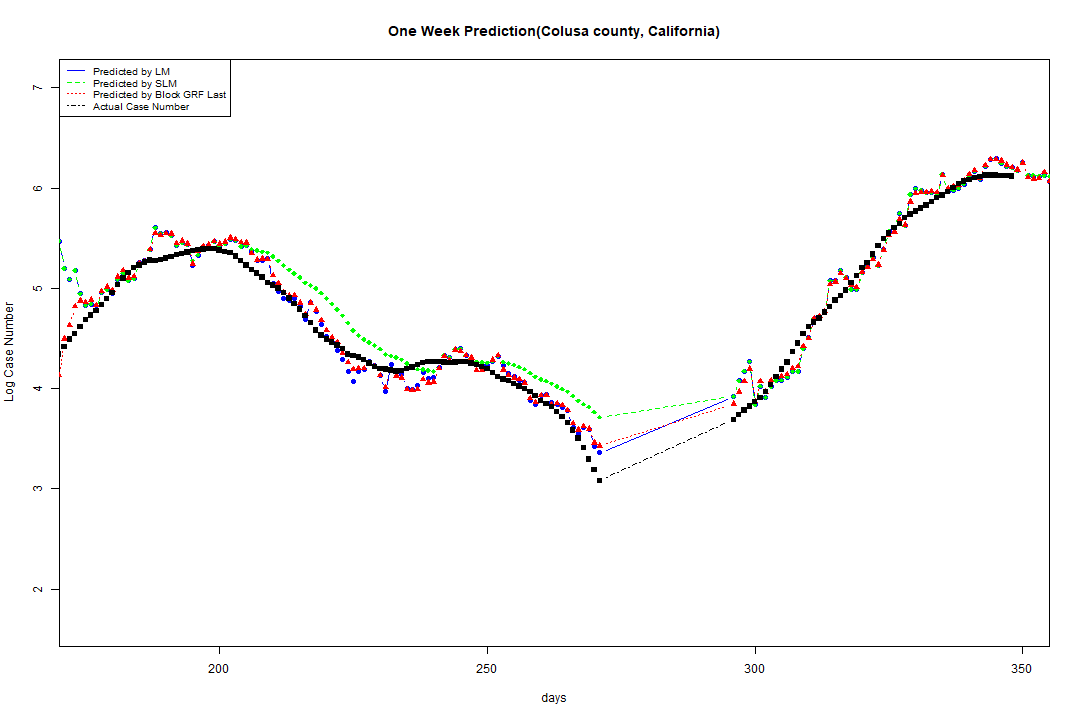 One Week Prediction(Colusa county, California)
Predicted by LM
Predicted by SLM
Predicted by Block GRF Last
Actual Case Number
7
6
5
4
3
2
Log Case Number
200 250 300 350
days